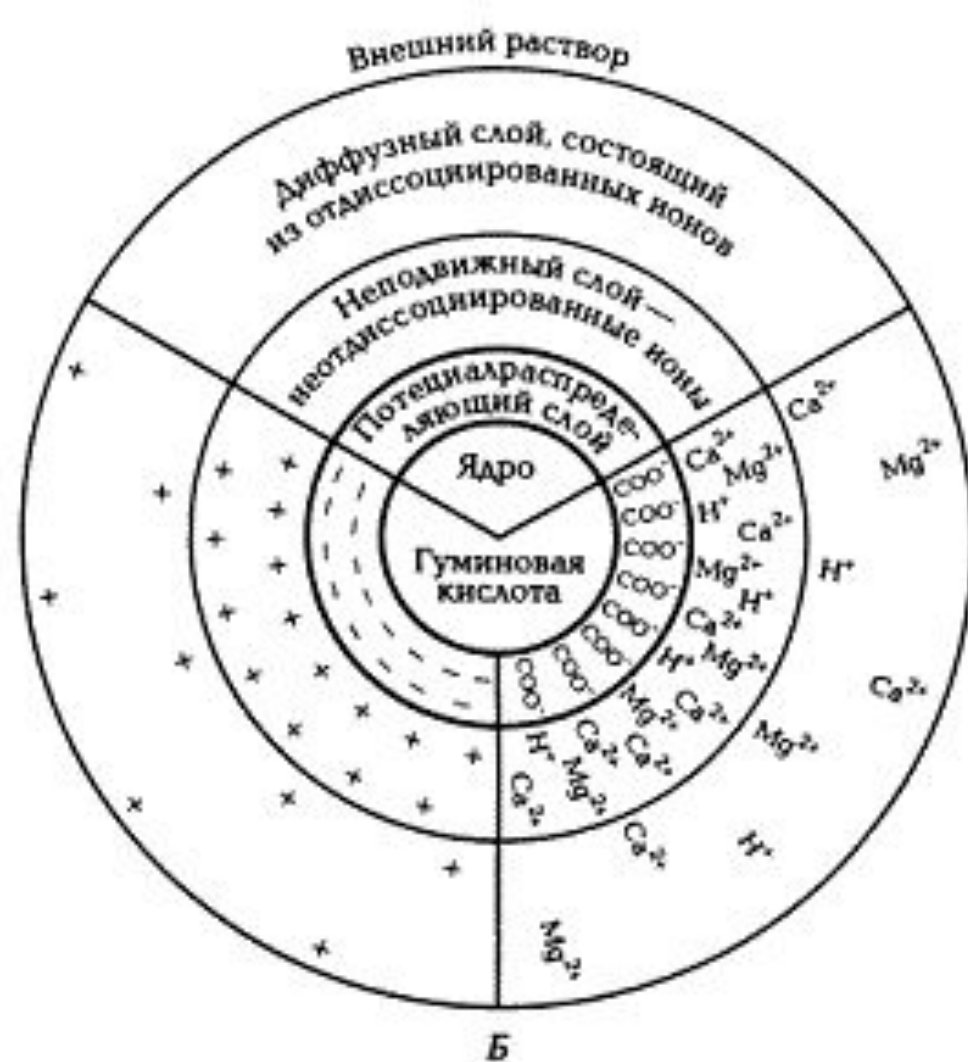 Внешний раствор
Диффузный слой, состоящий
из отдиссоциированных ионов
Неподвижный слой —
неотдиссоциированные ионы
Потециалраспреде-
ляющий слой
Ядро
Гуминовая
кислота
COO⁻
COO⁻
COO⁻
COO⁻
COO⁻
COO⁻
COO⁻
COO⁻
Ca²⁺
Mg²⁺
H⁺
Ca²⁺
Mg²⁺
H⁺
Ca²⁺
H⁺
Mg²⁺
Mg²⁺
Ca²⁺
Ca²⁺
Ca²⁺
H⁺
Mg²⁺
Ca²⁺
Ca²⁺
Mg²⁺
H⁺
Ca²⁺
Mg²⁺
H⁺
Ca²⁺
Mg²⁺
Б